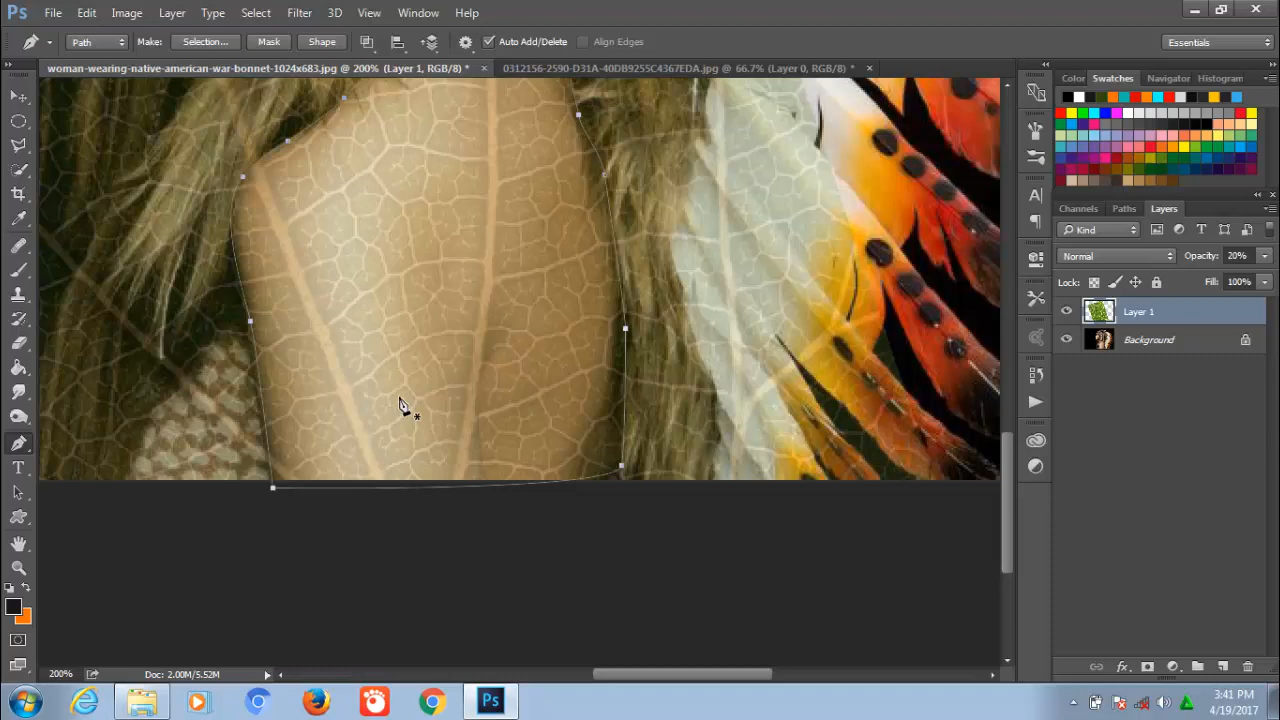 Ps File Edit Image Layer Type Select Filter 3D View Window Help
Path Make: Selection... Mask Shape Auto Add/Delete Align Edges Essentials
woman-wearing-native-american-war-bonnet-1024x683.jpg @ 200% (Layer 1, RGB/8) * 0312156-2590-D31A-40DB9255C4367EDA.jpg @ 66.7% (Layer 0, RGB/8) *
Color Swatches Navigator Histogram
Channels Paths Layers
Kind
Normal Opacity: 20%
Lock: Fill: 100%
Layer 1
Background
200% Doc: 2.00M/5.52M
Ps
3:41 PM
4/19/2017